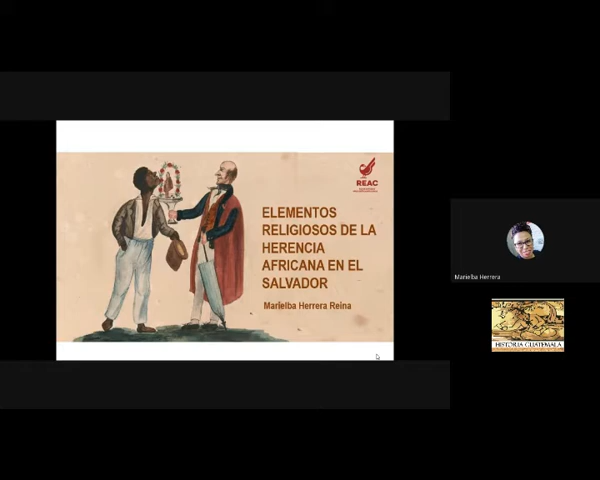 REAC
ELEMENTOS
RELIGIOSOS DE LA
HERENCIA
AFRICANA EN EL
SALVADOR
Marielba Herrera Reina
Marielba Herrera
HISTORIA GUATEMALA